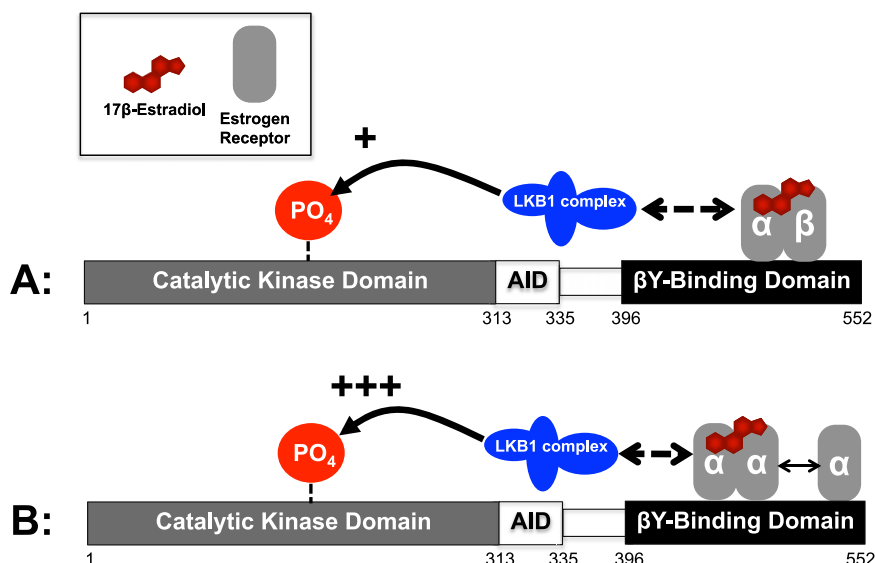 17β-Estradiol
Estrogen
Receptor
+
PO4
LKB1 complex
α β
A:
Catalytic Kinase Domain
AID
βY-Binding Domain
1
313
335
396
552
+++
PO4
LKB1 complex
α α
α
B:
Catalytic Kinase Domain
AID
βY-Binding Domain
1
313
335
396
552